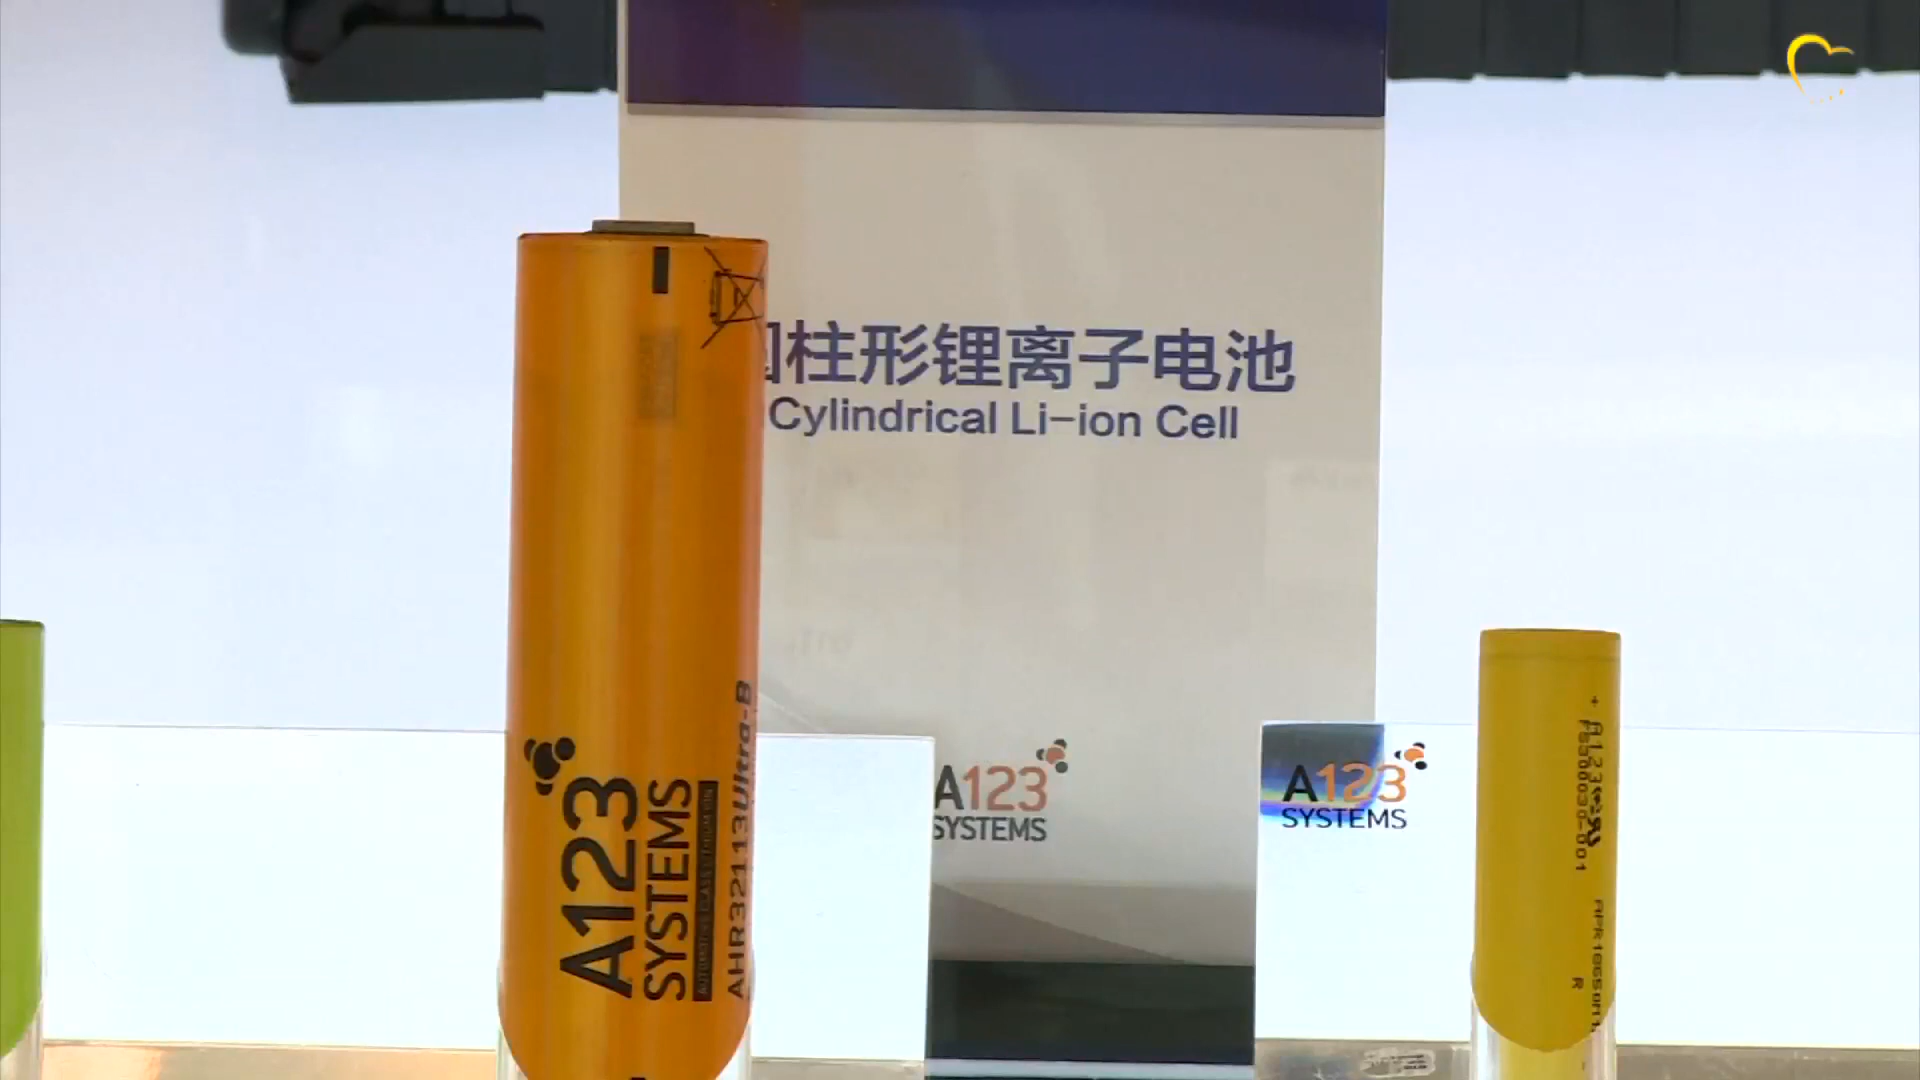 柱形锂离子电池
Cylindrical Li-ion Cell
A123
SYSTEMS
AHR32113Ultra-B
A123
SYSTEMS
A123
SYSTEMS
+ A123
APR18650M1
R